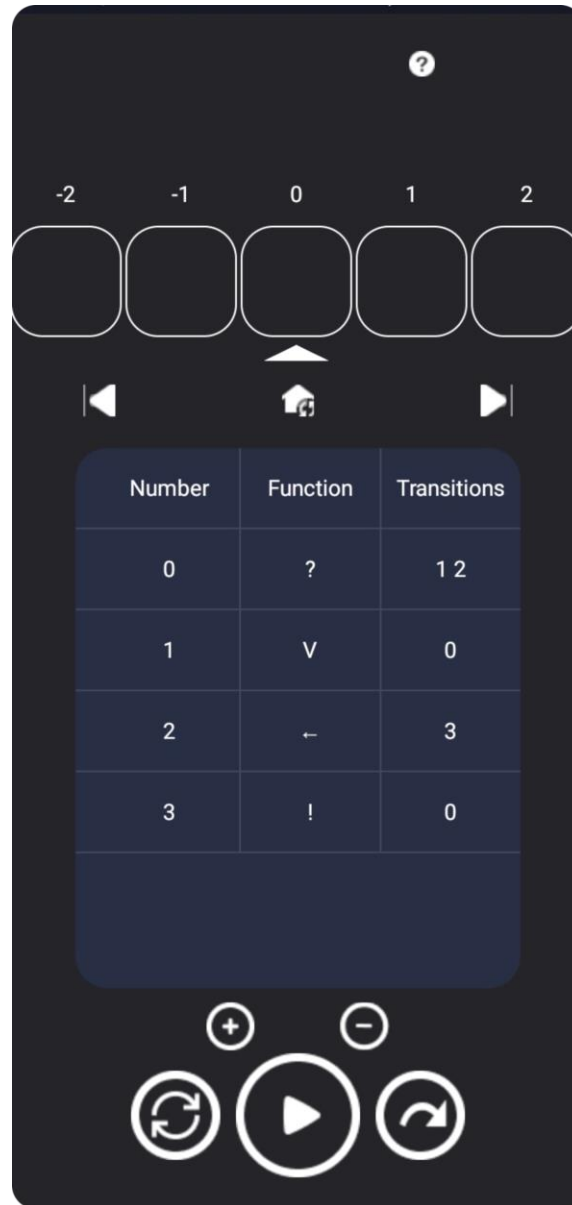 ?
-2 -1 0 1 2
Number Function Transitions
0 ? 1 2
1 V 0
2 ← 3
3 ! 0
+ −